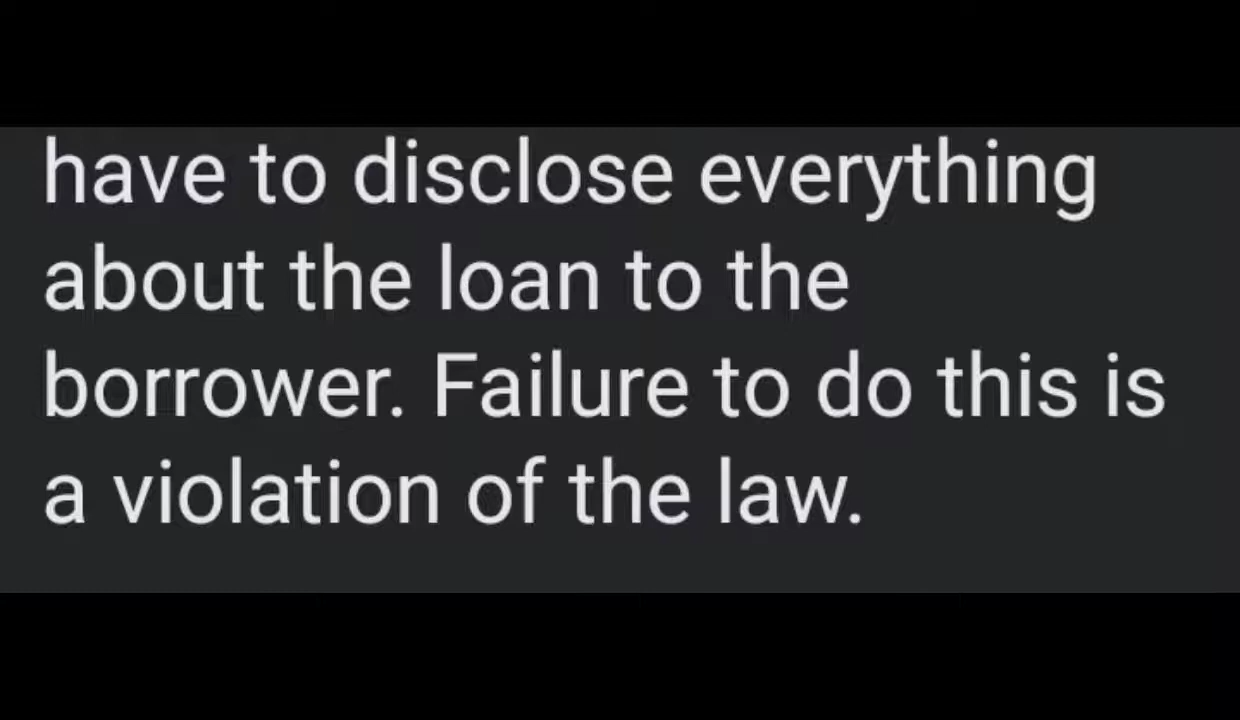 have to disclose everything
about the loan to the
borrower. Failure to do this is
a violation of the law.